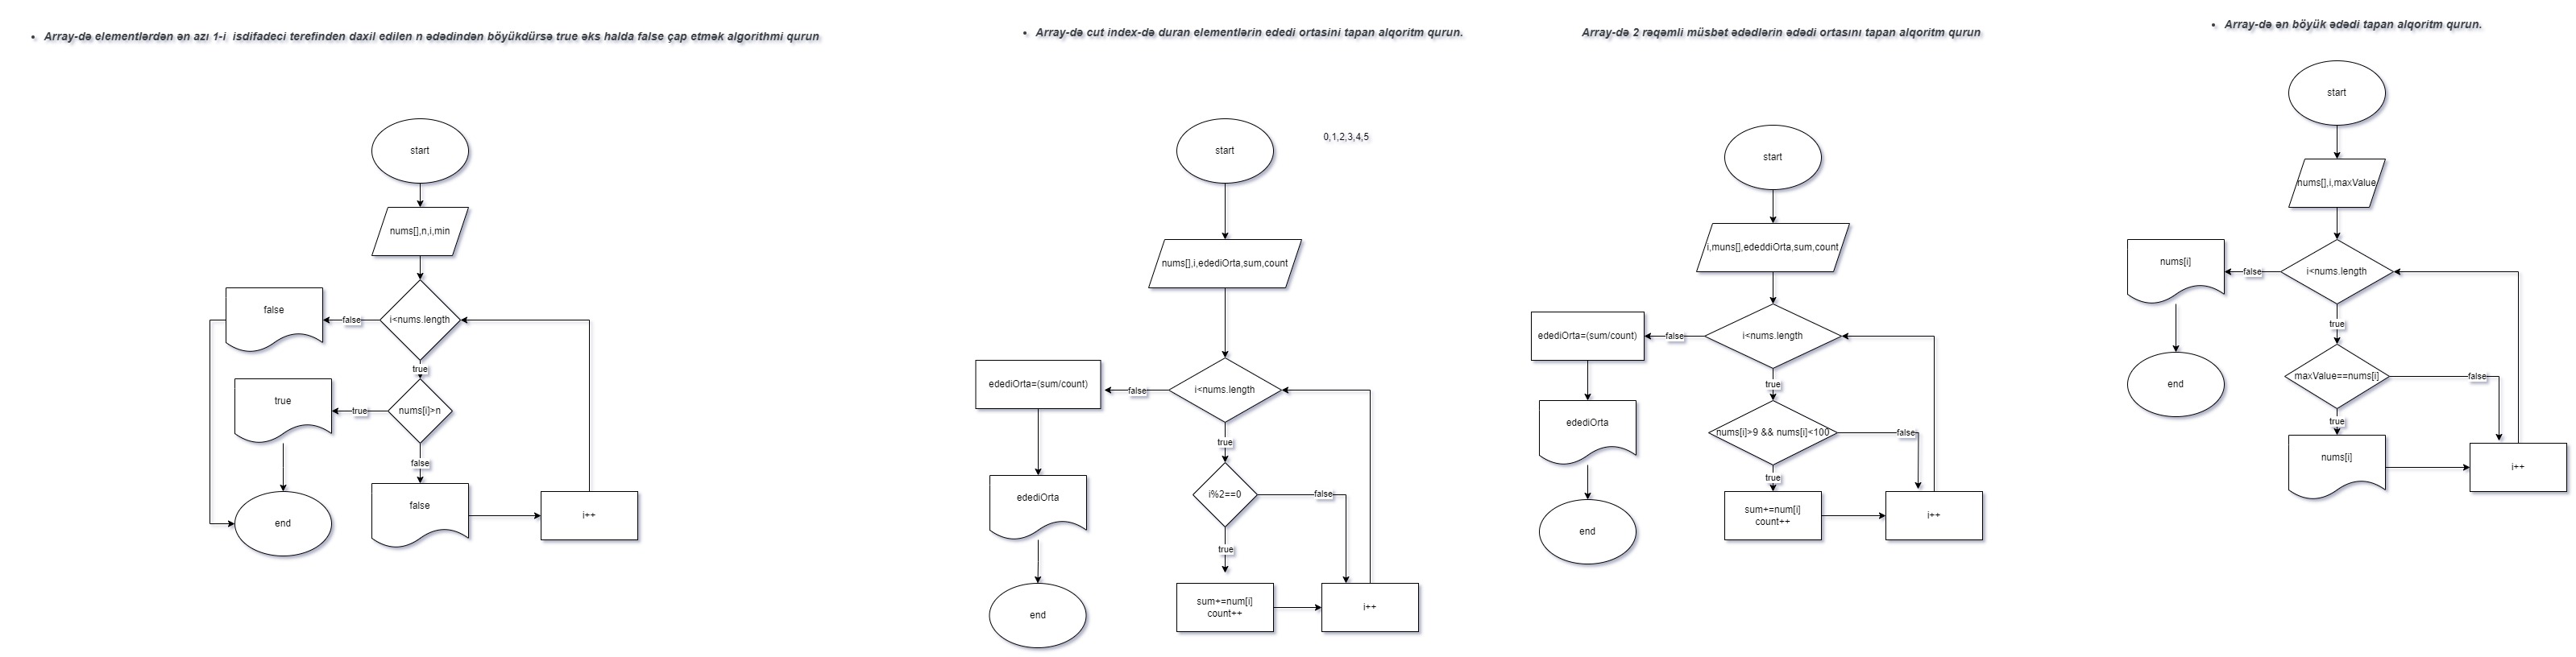 Array-də elementlərdən ən azı 1-i isdifadeci terefinden daxil edilen n ədədindən böyükdürsə true əks halda false çap etmək algorithmi qurun
start
nums[],n,i,min
i<nums.length
false
false
true
nums[i]>n
true
true
false
false
i++
end
Array-də cut index-də duran elementlərin ededi ortasini tapan alqoritm qurun.
0,1,2,3,4,5
start
nums[],i,edediOrta,sum,count
i<nums.length
false
edediOrta=(sum/count)
true
i%2==0
false
edediOrta
true
sum+=num[i]
count++
i++
end
Array-də 2 rəqəmli müsbət ədədlərin ədədi ortasını tapan alqoritm qurun
start
i,muns[],ededdiOrta,sum,count
i<nums.length
false
edediOrta=(sum/count)
true
edediOrta
nums[i]>9 && nums[i]<100
false
true
sum+=num[i]
count++
i++
end
Array-də ən böyük ədədi tapan alqoritm qurun.
start
nums[],i,maxValue
i<nums.length
false
nums[i]
true
maxValue==nums[i]
false
end
true
nums[i]
i++